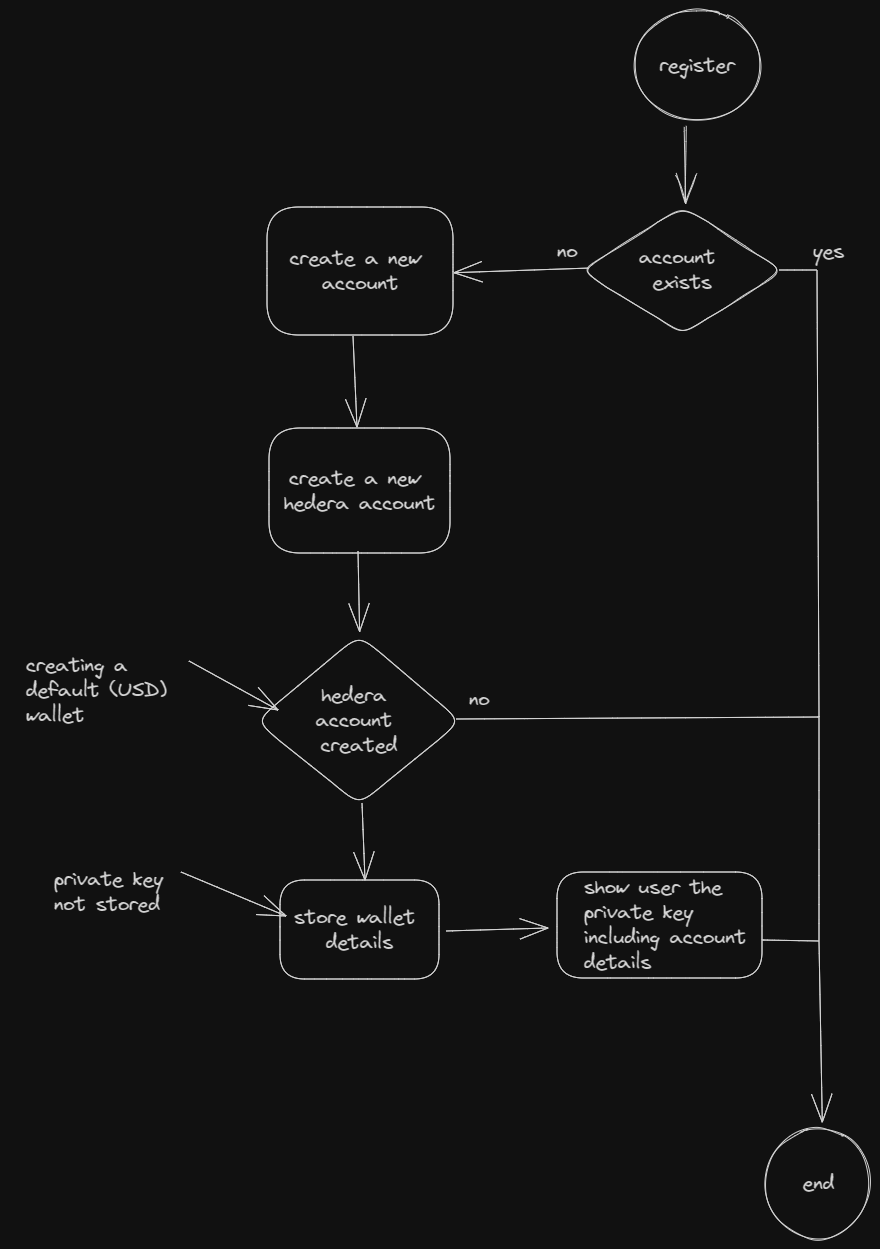 register
account
exists
no
yes
create a new
account
create a new
hedera account
creating a
default (USD)
wallet
hedera
account
created
no
private key
not stored
store wallet
details
show user the
private key
including account
details
end